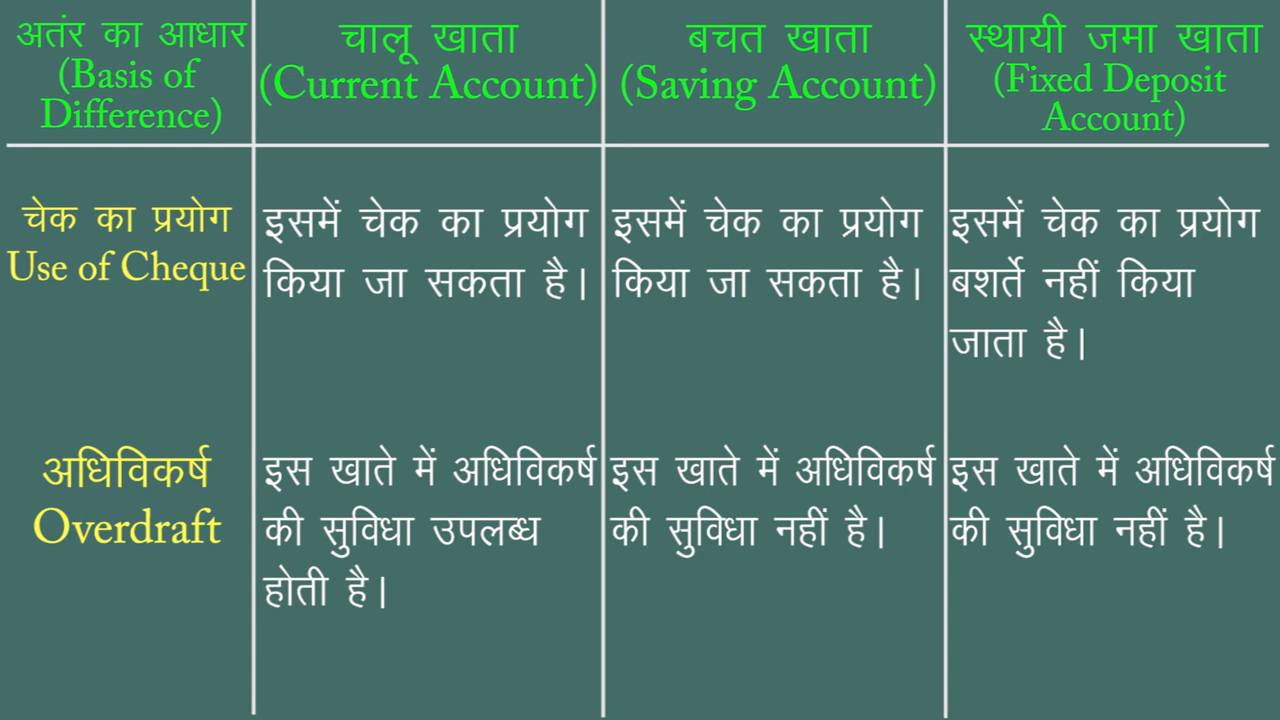 अतंर का आधार
(Basis of
Difference)
चालू खाता
(Current Account)
बचत खाता
(Saving Account)
स्थायी जमा खाता
(Fixed Deposit
Account)
चेक का प्रयोग
Use of Cheque
इसमें चेक का प्रयोग
किया जा सकता है।
इसमें चेक का प्रयोग
किया जा सकता है।
इसमें चेक का प्रयोग
बशर्ते नहीं किया
जाता है।
अधिविकर्ष
Overdraft
इस खाते में अधिविकर्ष
की सुविधा उपलब्ध
होती है।
इस खाते में अधिविकर्ष
की सुविधा नहीं है।
इस खाते में अधिविकर्ष
की सुविधा नहीं है।